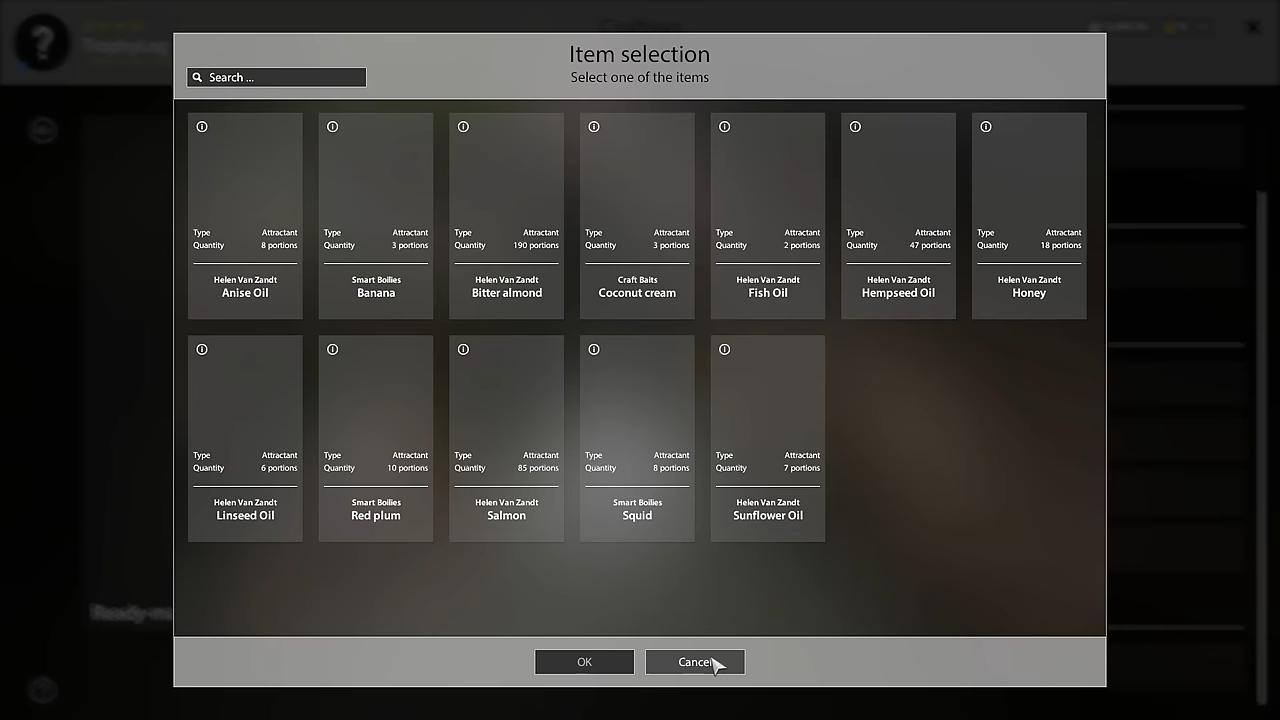 ?
Item selection
Select one of the items
Search ...
Type Attractant
Quantity 8 portions
Helen Van Zandt
Anise Oil
Type Attractant
Quantity 3 portions
Smart Boilies
Banana
Type Attractant
Quantity 190 portions
Helen Van Zandt
Bitter almond
Type Attractant
Quantity 3 portions
Craft Baits
Coconut cream
Type Attractant
Quantity 2 portions
Helen Van Zandt
Fish Oil
Type Attractant
Quantity 47 portions
Helen Van Zandt
Hempseed Oil
Type Attractant
Quantity 18 portions
Helen Van Zandt
Honey
Type Attractant
Quantity 6 portions
Helen Van Zandt
Linseed Oil
Type Attractant
Quantity 10 portions
Smart Boilies
Red plum
Type Attractant
Quantity 85 portions
Helen Van Zandt
Salmon
Type Attractant
Quantity 8 portions
Smart Boilies
Squid
Type Attractant
Quantity 7 portions
Helen Van Zandt
Sunflower Oil
OK
Cancel